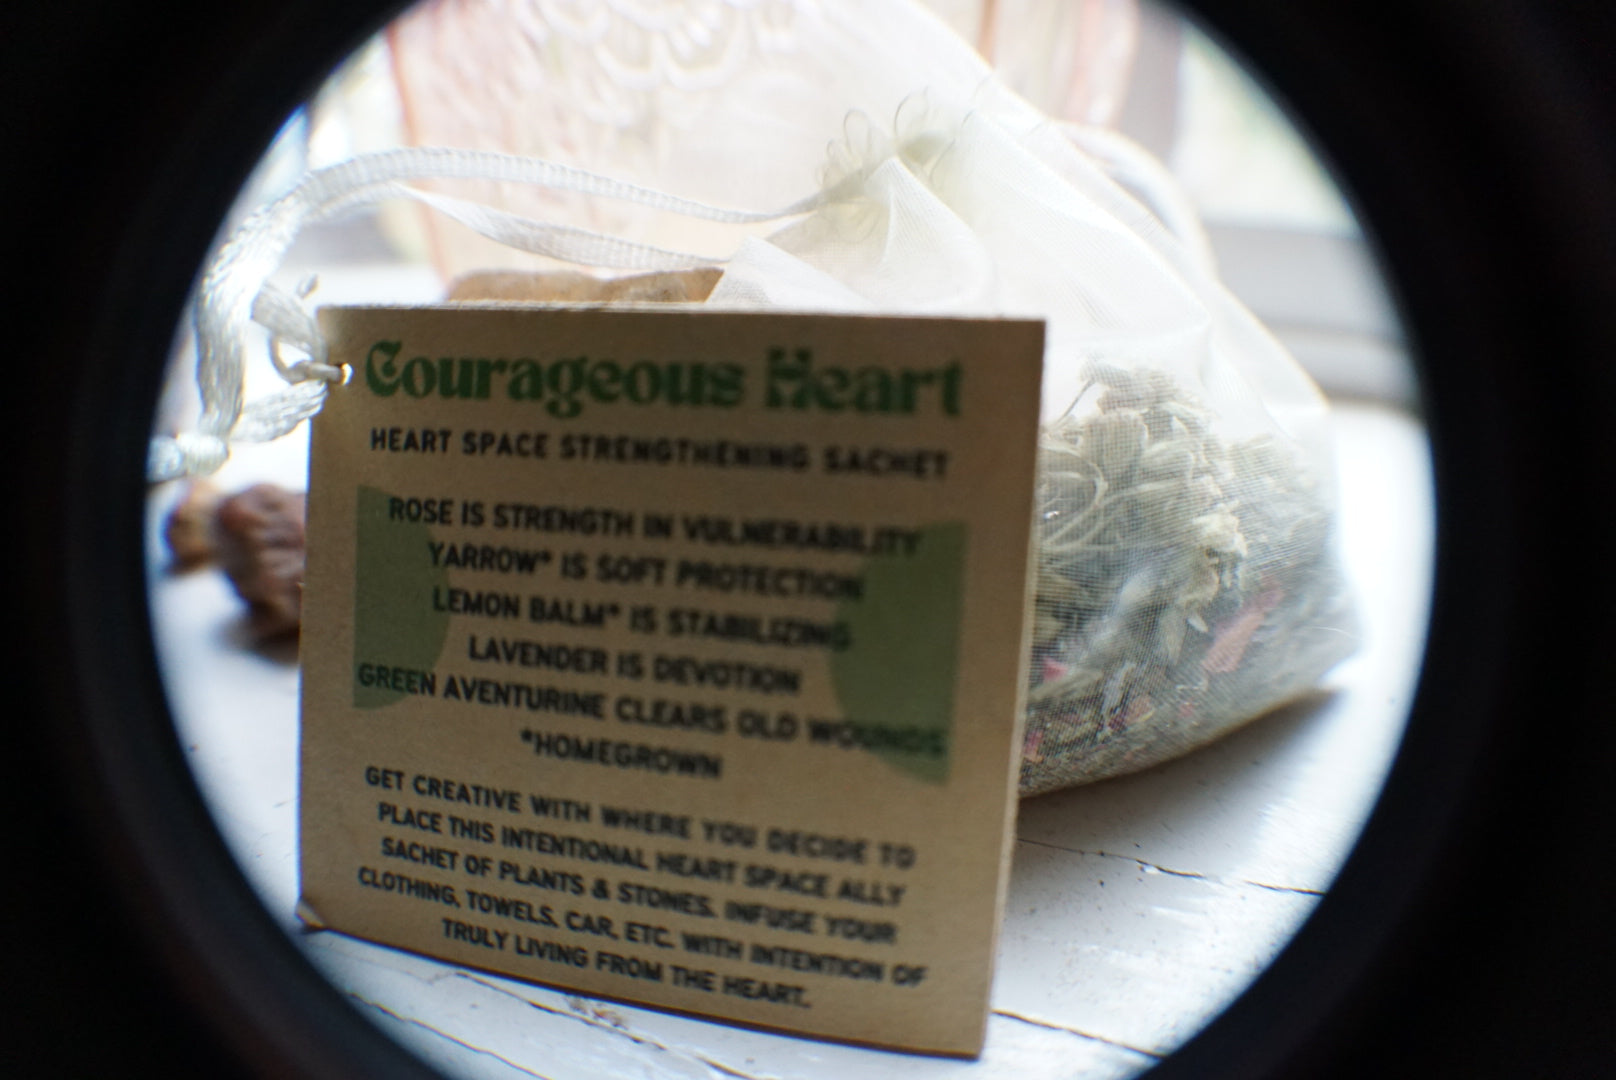 Courageous Heart
HEART SPACE STRENGTHENING SACHET
ROSE IS STRENGTH IN VULNERABILITY
YARROW* IS SOFT PROTECTION
LEMON BALM* IS STABILIZING
LAVENDER IS DEVOTION
GREEN AVENTURINE CLEARS OLD WOUNDS
*HOMEGROWN
GET CREATIVE WITH WHERE YOU DECIDE TO
PLACE THIS INTENTIONAL HEART SPACE ALLY
SACHET OF PLANTS & STONES. INFUSE YOUR
CLOTHING, TOWELS, CAR, ETC. WITH INTENTION OF
TRULY LIVING FROM THE HEART.